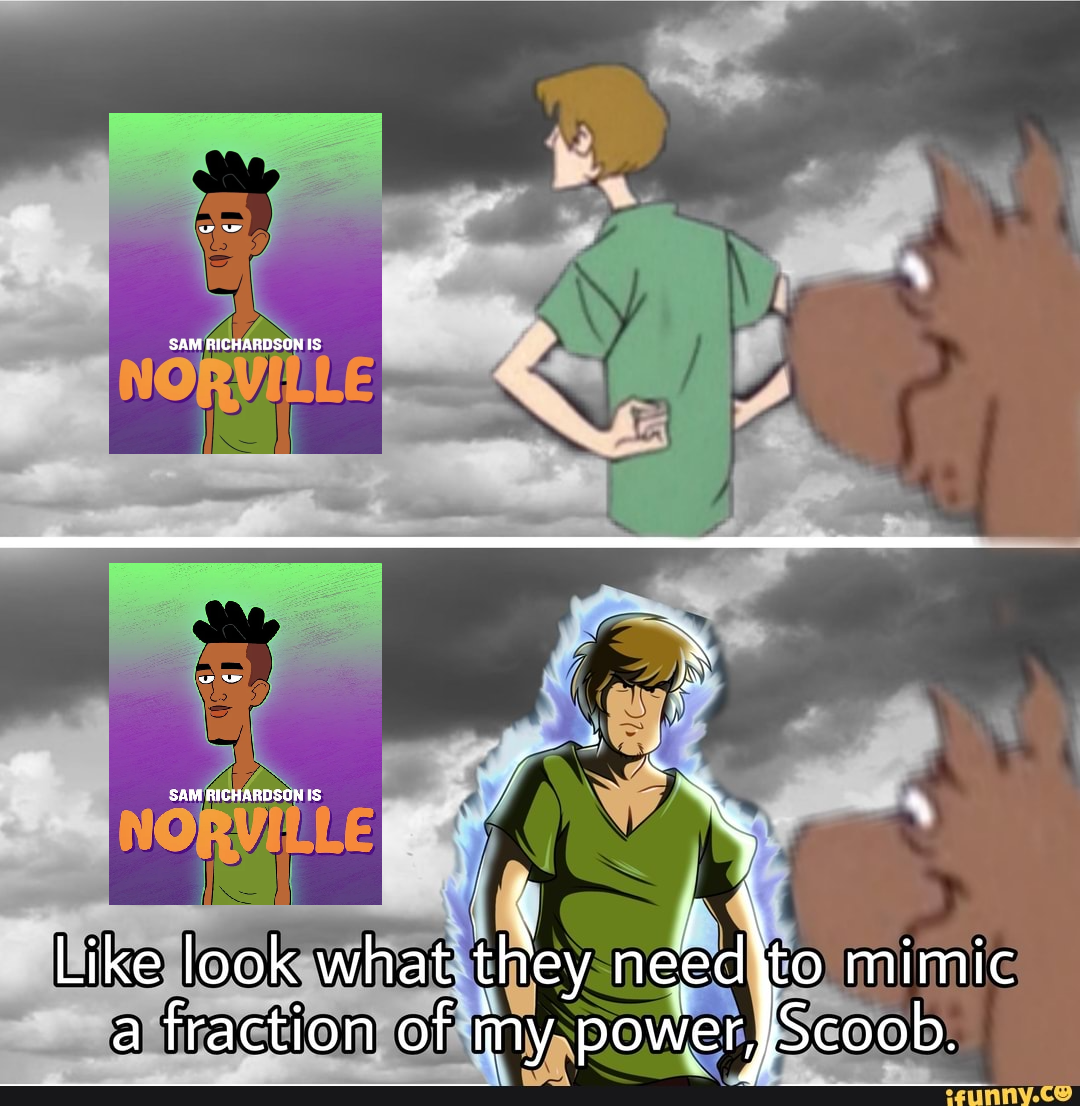 SAM RICHARDSON IS
NORVILLE
SAM RICHARDSON IS
NORVILLE
Like look what they need to mimic
a fraction of my power, Scoob.
ifunny.co